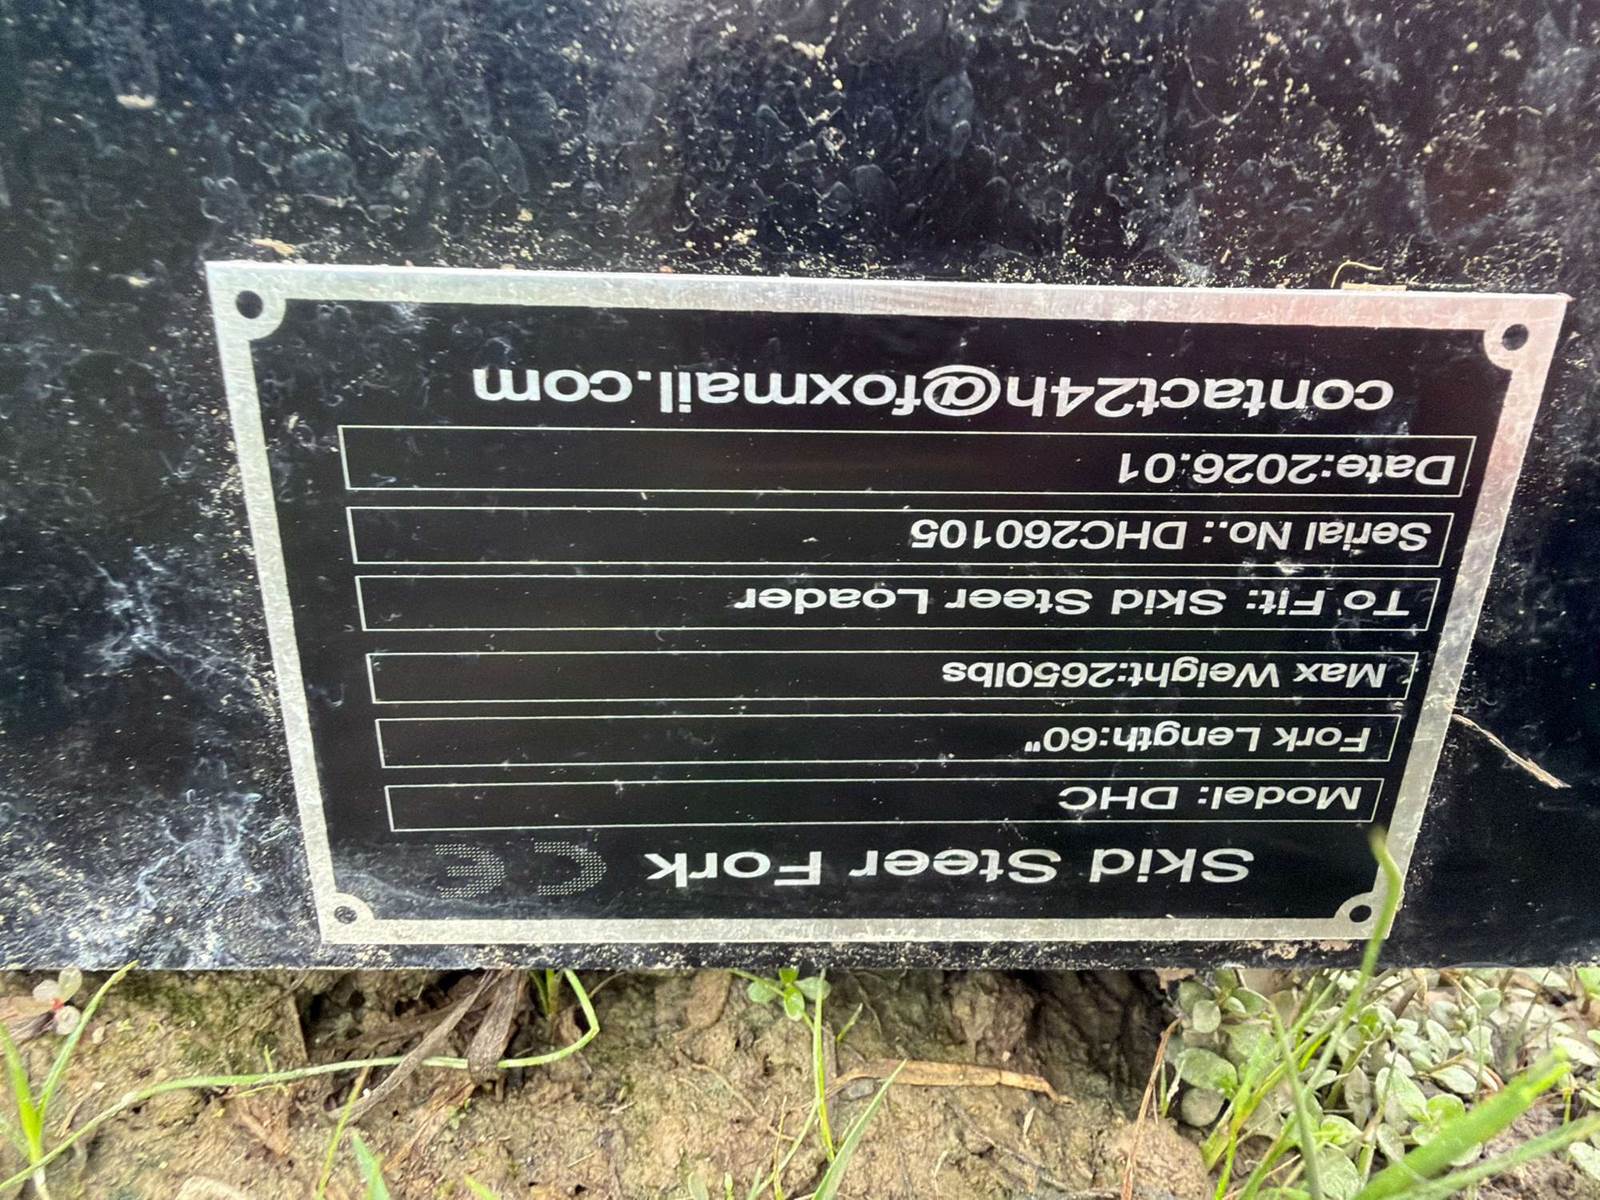 Skid Steer Fork CE
Model: DHC
Fork Length:60"
Max Weight:2650lbs
To Fit: Skid Steer Loader
Serial No.: DHC260105
Date:2026.01
contact24h@foxmail.com